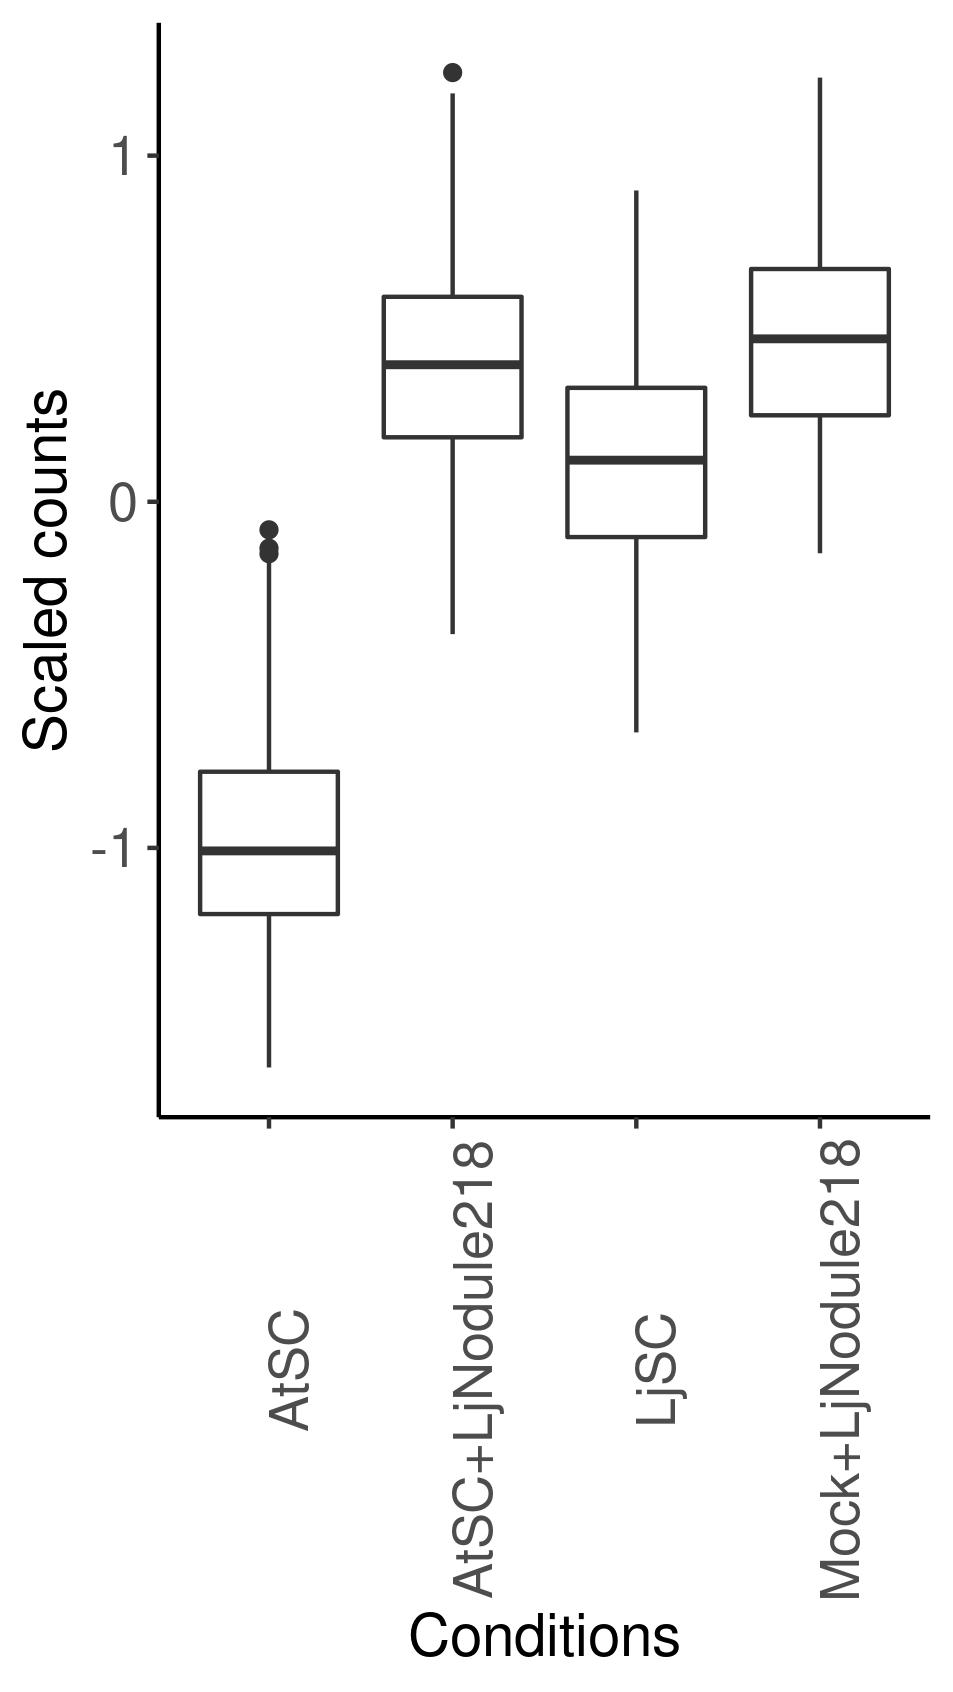 Scaled counts
1
0
-1
AtSC
AtSC+LjNodule218
LjSC
Mock+LjNodule218
Conditions